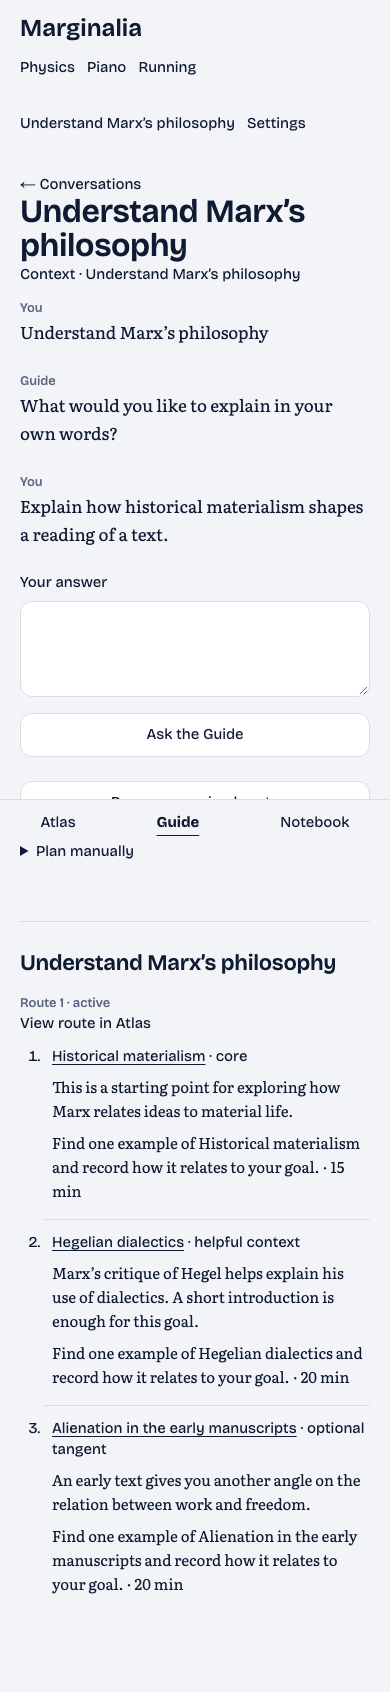 Marginalia
Physics Piano Running
Understand Marx’s philosophy Settings
← Conversations
Understand Marx’s
philosophy
Context · Understand Marx’s philosophy
You
Understand Marx’s philosophy
Guide
What would you like to explain in your
own words?
You
Explain how historical materialism shapes
a reading of a text.
Your answer
Ask the Guide
Atlas Guide Notebook
▶ Plan manually
Understand Marx’s philosophy
Route 1 · active
View route in Atlas
1. Historical materialism · core
This is a starting point for exploring how
Marx relates ideas to material life.
Find one example of Historical materialism
and record how it relates to your goal. · 15
min
2. Hegelian dialectics · helpful context
Marx’s critique of Hegel helps explain his
use of dialectics. A short introduction is
enough for this goal.
Find one example of Hegelian dialectics and
record how it relates to your goal. · 20 min
3. Alienation in the early manuscripts · optional
tangent
An early text gives you another angle on the
relation between work and freedom.
Find one example of Alienation in the early
manuscripts and record how it relates to
your goal. · 20 min